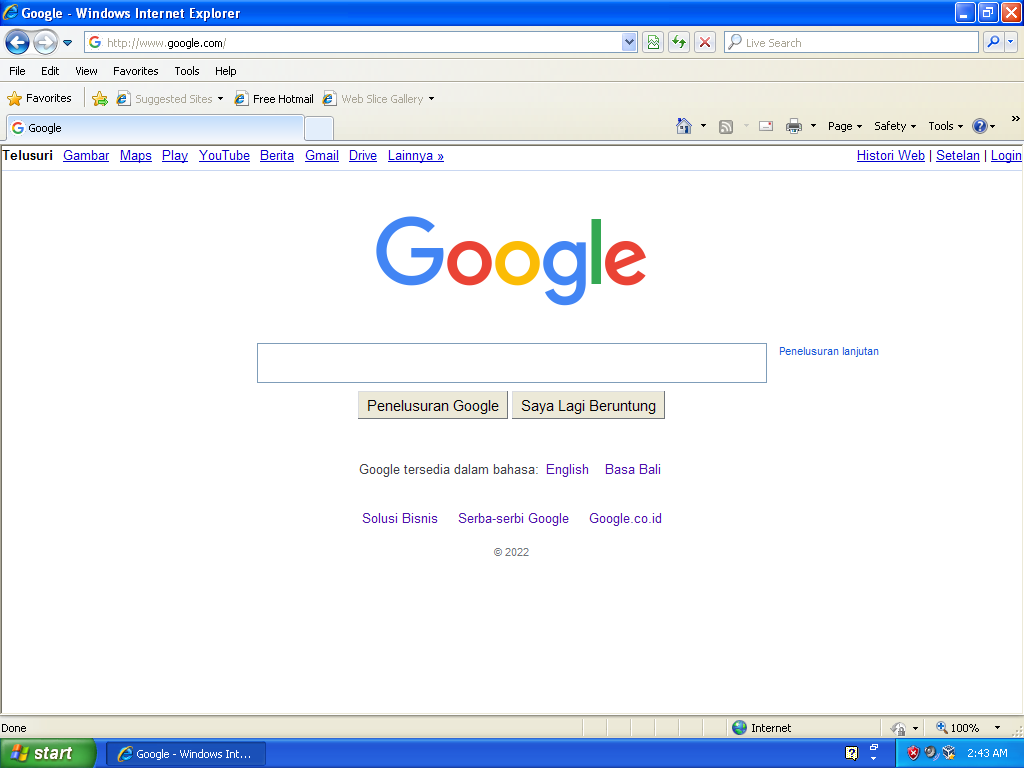 Google - Windows Internet Explorer
http://www.google.com/
Live Search
File Edit View Favorites Tools Help
Favorites Suggested Sites Free Hotmail Web Slice Gallery
Google Page Safety Tools »
Telusuri Gambar Maps Play YouTube Berita Gmail Drive Lainnya » Histori Web | Setelan | Login
Google
Penelusuran lanjutan
Penelusuran Google Saya Lagi Beruntung
Google tersedia dalam bahasa: English Basa Bali
Solusi Bisnis Serba-serbi Google Google.co.id
© 2022
Done Internet 100%
start Google - Windows Int... 2:43 AM